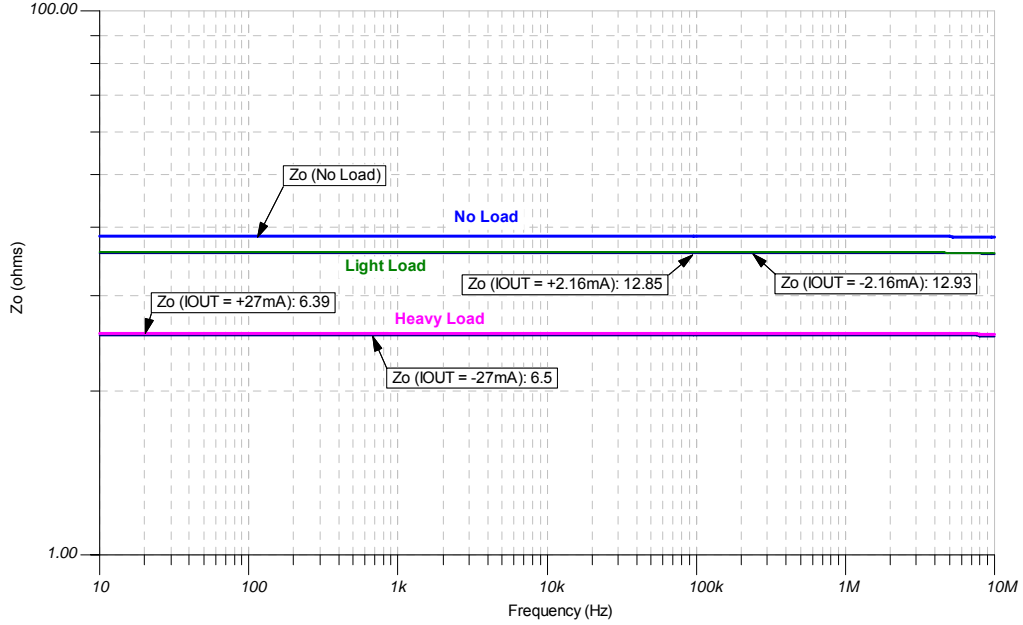 100.00
Zo (No Load)
No Load
Light Load
Zo (IOUT = +2.16mA): 12.85
Zo (IOUT = -2.16mA): 12.93
Zo (IOUT = +27mA): 6.39
Heavy Load
Zo (IOUT = -27mA): 6.5
Zo (ohms)
1.00
10
100
1k
10k
100k
1M
10M
Frequency (Hz)